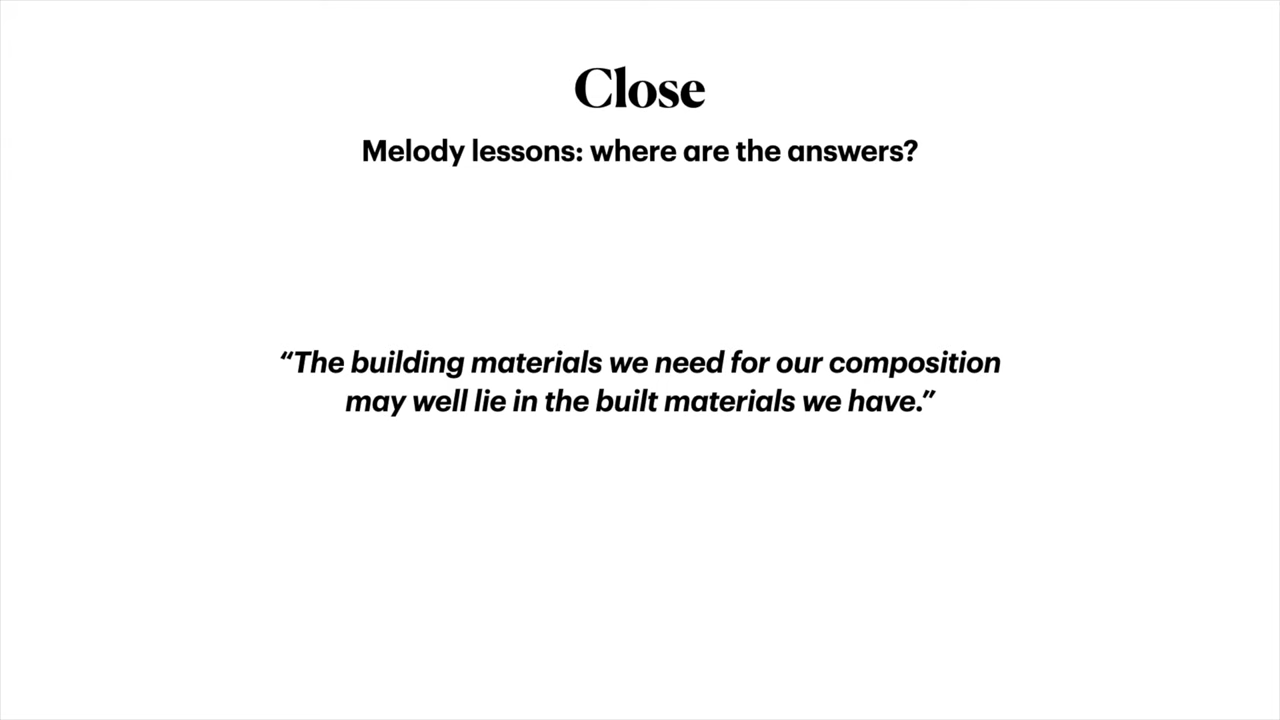 Close
Melody lessons: where are the answers?
“The building materials we need for our composition
may well lie in the built materials we have.”